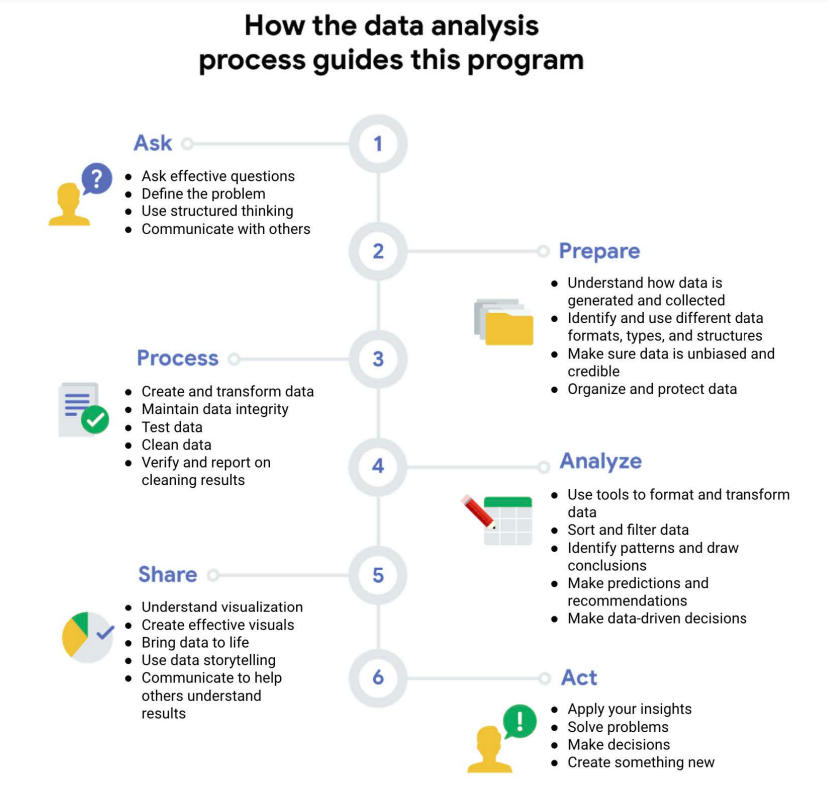 How the data analysis
process guides this program
1
Ask
● Ask effective questions
● Define the problem
● Use structured thinking
● Communicate with others
?
2
Prepare
● Understand how data is
generated and collected
● Identify and use different data
formats, types, and structures
● Make sure data is unbiased and
credible
● Organize and protect data
3
Process
● Create and transform data
● Maintain data integrity
● Test data
● Clean data
● Verify and report on
cleaning results
4
Analyze
● Use tools to format and transform
data
● Sort and filter data
● Identify patterns and draw
conclusions
● Make predictions and
recommendations
● Make data-driven decisions
5
Share
● Understand visualization
● Create effective visuals
● Bring data to life
● Use data storytelling
● Communicate to help
others understand
results
6
Act
● Apply your insights
● Solve problems
● Make decisions
● Create something new
!